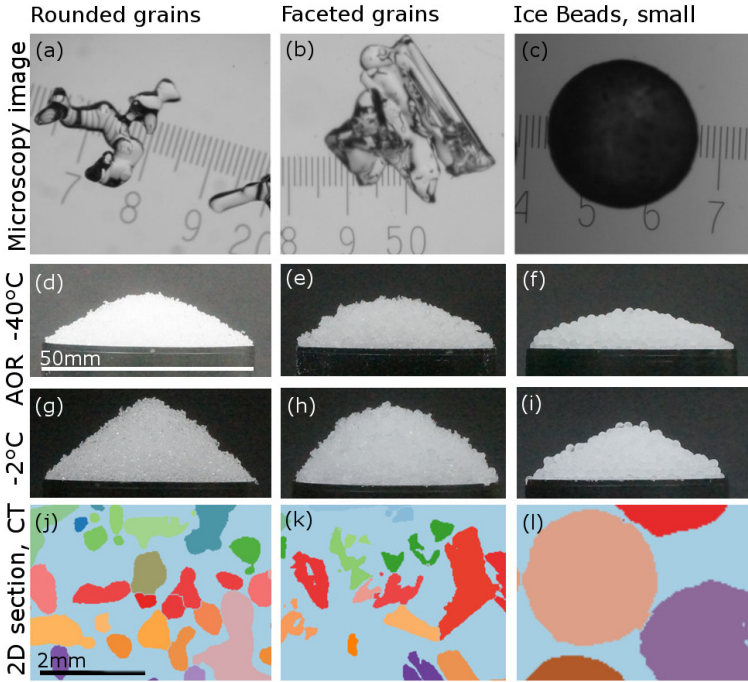 Rounded grains Faceted grains Ice Beads, small
Microscopy image
(a) (b) (c)
7 8 9 20
8 9 50
4 5 6 7
AOR -40°C
(d) (e) (f)
50mm
-2°C
(g) (h) (i)
2D section, CT
(j) (k) (l)
2mm